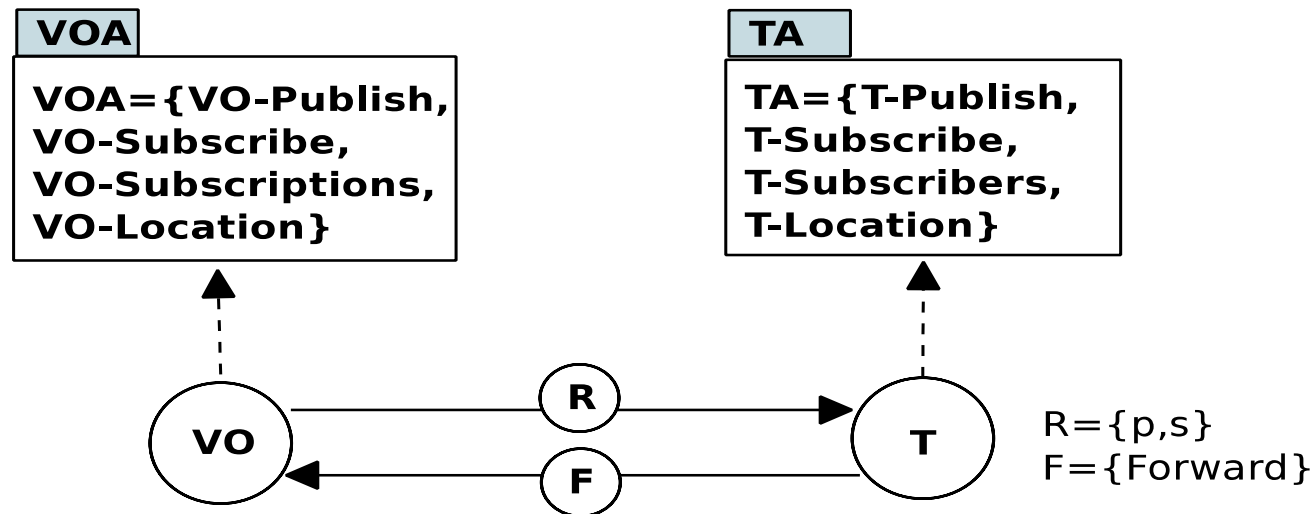 VOA
VOA={VO-Publish,
VO-Subscribe,
VO-Subscriptions,
VO-Location}
TA
TA={T-Publish,
T-Subscribe,
T-Subscribers,
T-Location}
R
VO
T
F
R={p,s}
F={Forward}